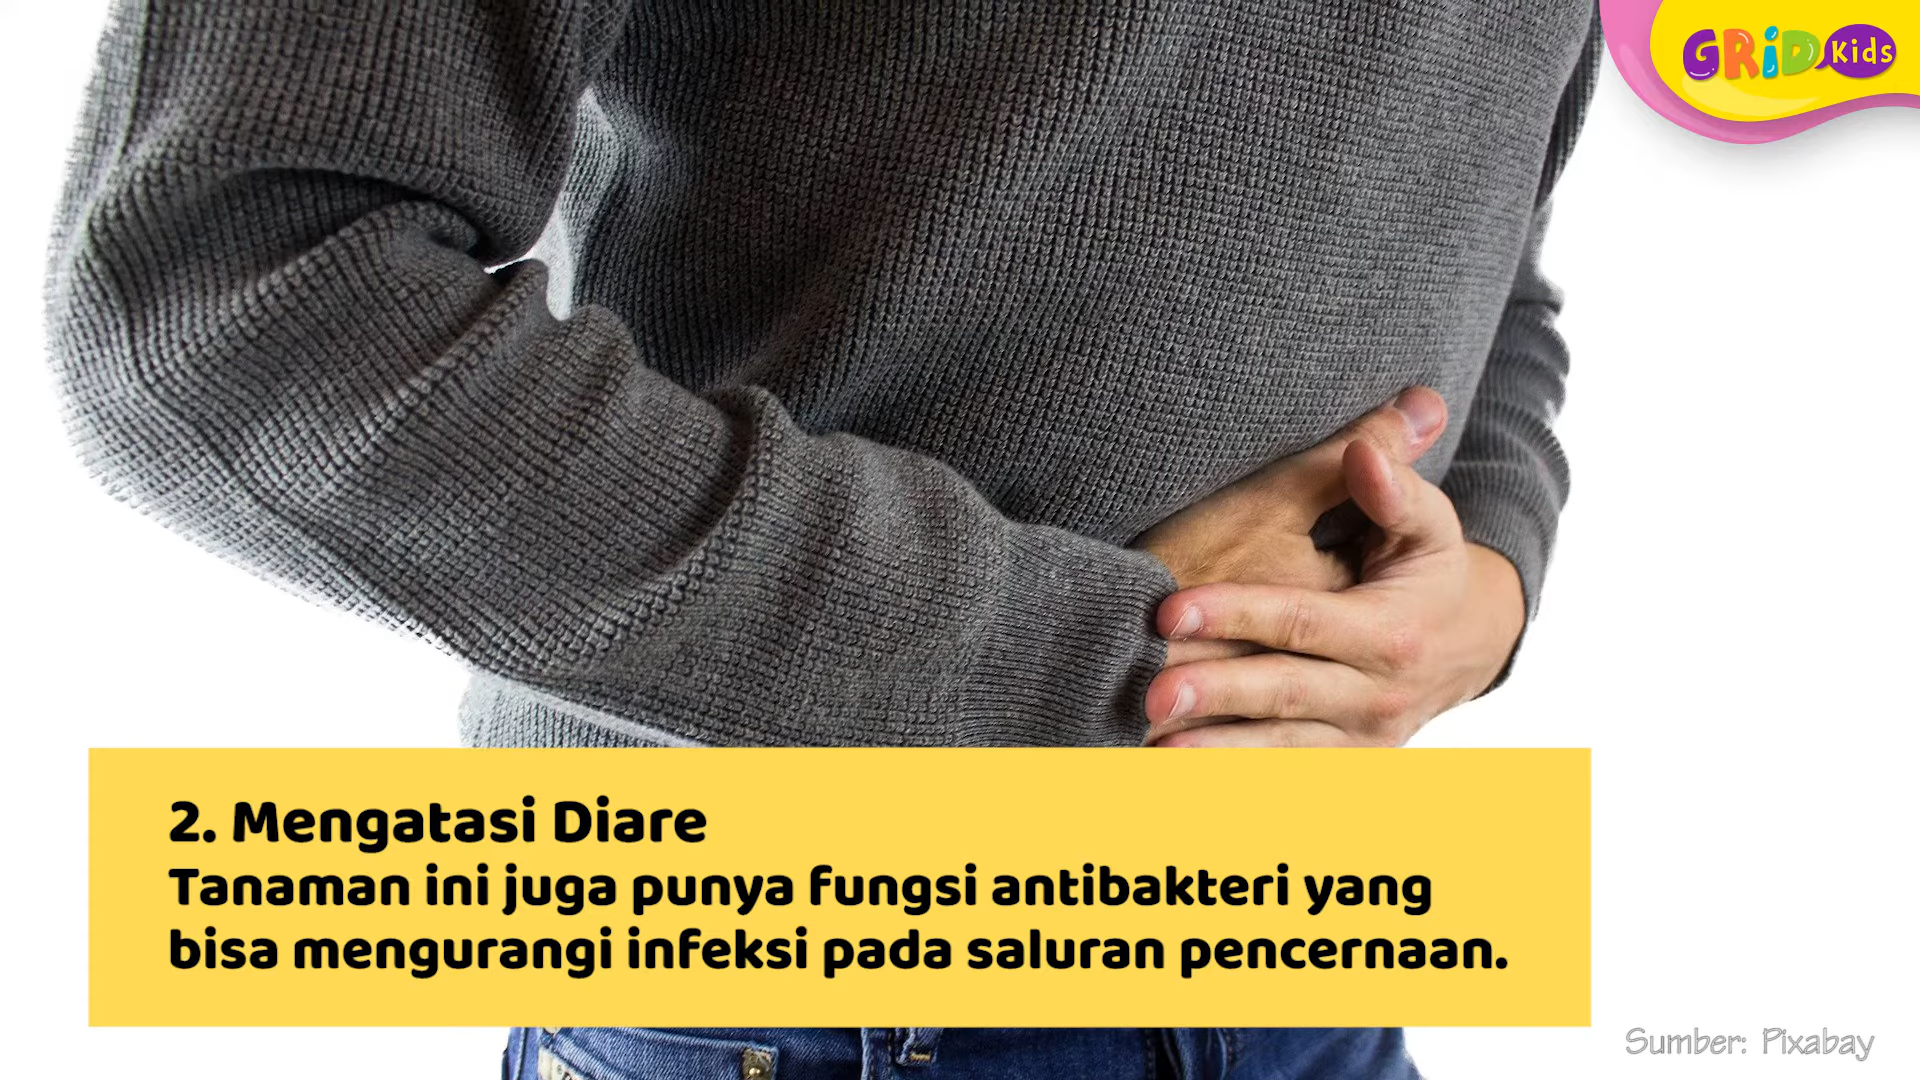 GRiD Kids
2. Mengatasi Diare
Tanaman ini juga punya fungsi antibakteri yang
bisa mengurangi infeksi pada saluran pencernaan.
Sumber: Pixabay